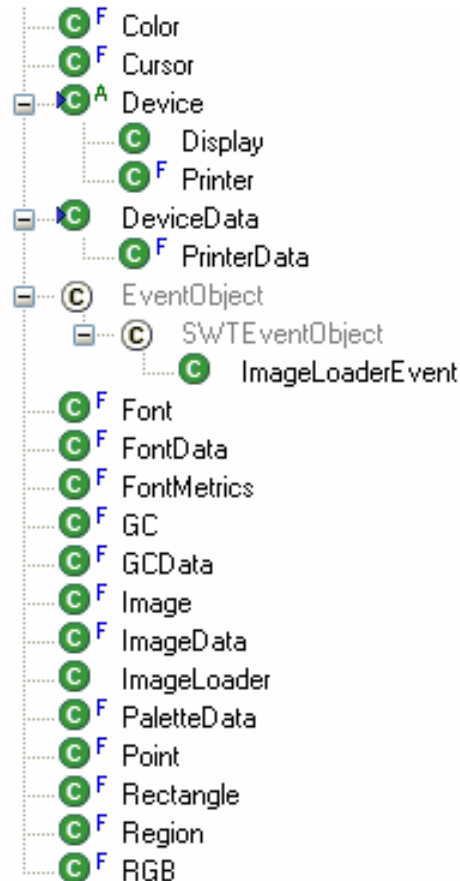 C F Color
C F Cursor
C A Device
C Display
C F Printer
C DeviceData
C F PrinterData
C EventObject
C SWTEventObject
C ImageLoaderEvent
C F Font
C F FontData
C F FontMetrics
C F GC
C F GCData
C F Image
C F ImageData
C ImageLoader
C F PaletteData
C F Point
C F Rectangle
C F Region
C F RGB